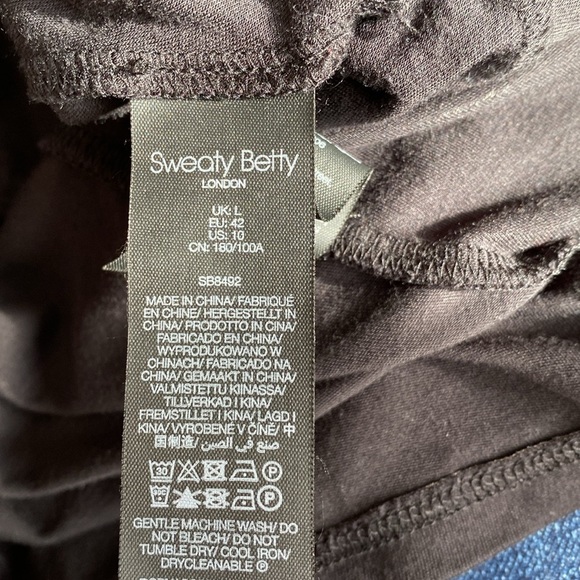 Sweaty Betty
LONDON
UK: L
EU: 42
US: 10
CN: 180/100A
SB8492
MADE IN CHINA/ FABRIQUÉ
EN CHINE/ HERGESTELLT IN
CHINA/ PRODOTTO IN CINA/
FABRICADO EN CHINA/
WYPRODUKOWANO W
CHINACH/ FABRICADO NA
CHINA/ GEMAAKT IN CHINA/
VALMISTETTU KIINASSA/
TILLVERKAD I KINA/
FREMSTILLET I KINA/ LAGD I
KINA/ VYROBENÉ V ČÍNĚ/ 中
国制造/ صنع في الصين
30 P
P
GENTLE MACHINE WASH/ DO
NOT BLEACH/ DO NOT
TUMBLE DRY/ COOL IRON/
DRYCLEANABLE/